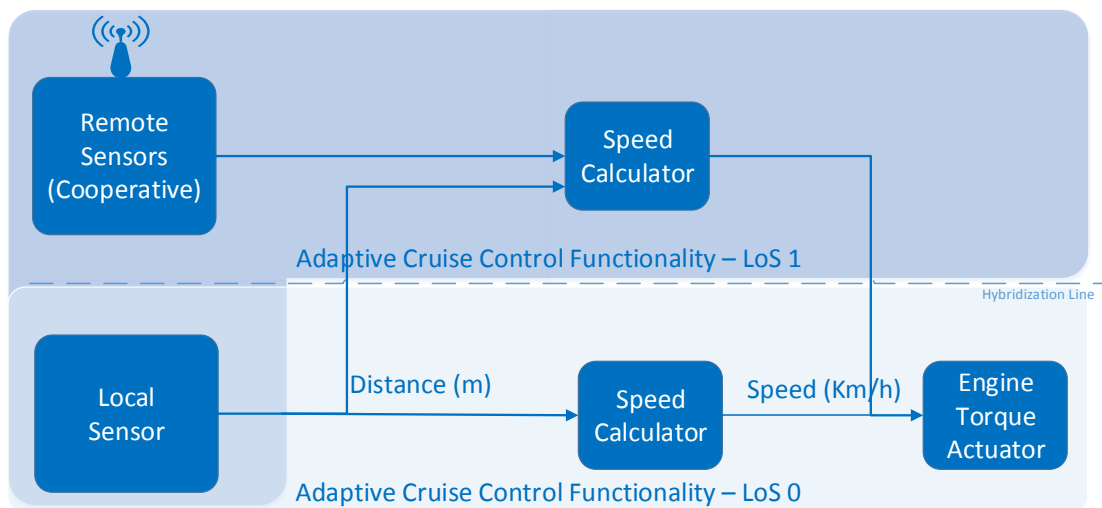 Remote
Sensors
(Cooperative)
Speed
Calculator
Adaptive Cruise Control Functionality – LoS 1
Hybridization Line
Local
Sensor
Distance (m)
Speed
Calculator
Speed (Km/h)
Engine
Torque
Actuator
Adaptive Cruise Control Functionality – LoS 0